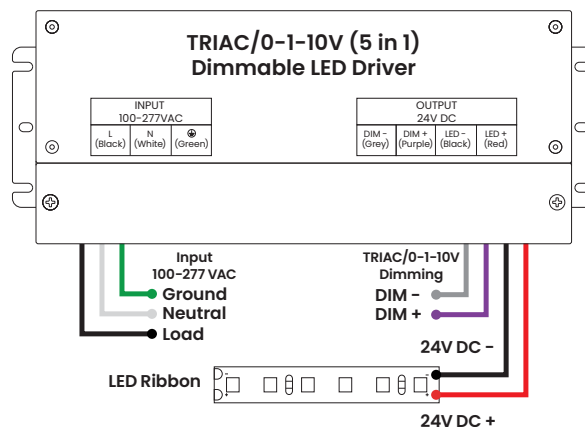 TRIAC/0-1-10V (5 in 1)
Dimmable LED Driver
INPUT
100-277VAC
L
(Black)
N
(White)
(Green)
OUTPUT
24V DC
DIM -
(Grey)
DIM +
(Purple)
LED -
(Black)
LED +
(Red)
Input
100-277 VAC
Ground
Neutral
Load
TRIAC/0-1-10V
Dimming
DIM -
DIM +
24V DC -
LED Ribbon
-
+
-
+
24V DC +